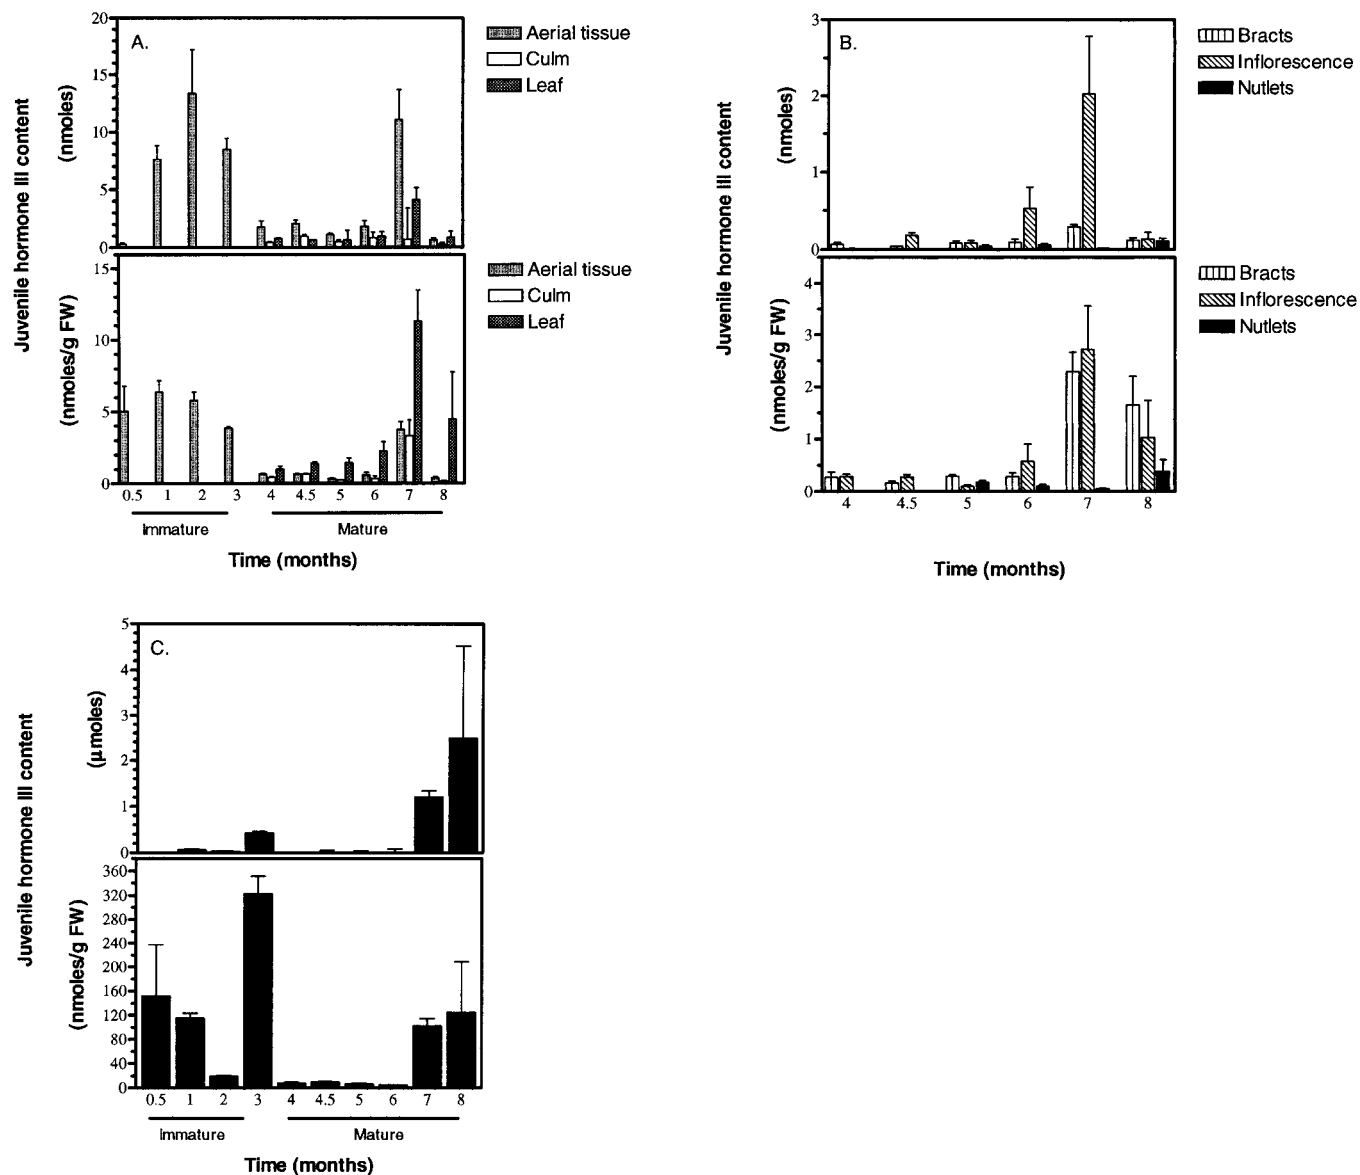 A.
Aerial tissue
Culm
Leaf
20
15
10
5
0
Juvenile hormone III content
(nmoles)
Aerial tissue
Culm
Leaf
15
10
5
0
(nmoles/g FW)
0.5 1 2 3 4 4.5 5 6 7 8
Immature Mature
Time (months)
B.
Bracts
Inflorescence
Nutlets
3
2
1
0
Juvenile hormone III content
(nmoles)
Bracts
Inflorescence
Nutlets
4
3
2
1
0
(nmoles/g FW)
4 4.5 5 6 7 8
Time (months)
C.
5
4
3
2
1
0
Juvenile hormone III content
(µmoles)
360
320
280
240
200
160
120
80
40
0
(nmoles/g FW)
0.5 1 2 3 4 4.5 5 6 7 8
Immature Mature
Time (months)